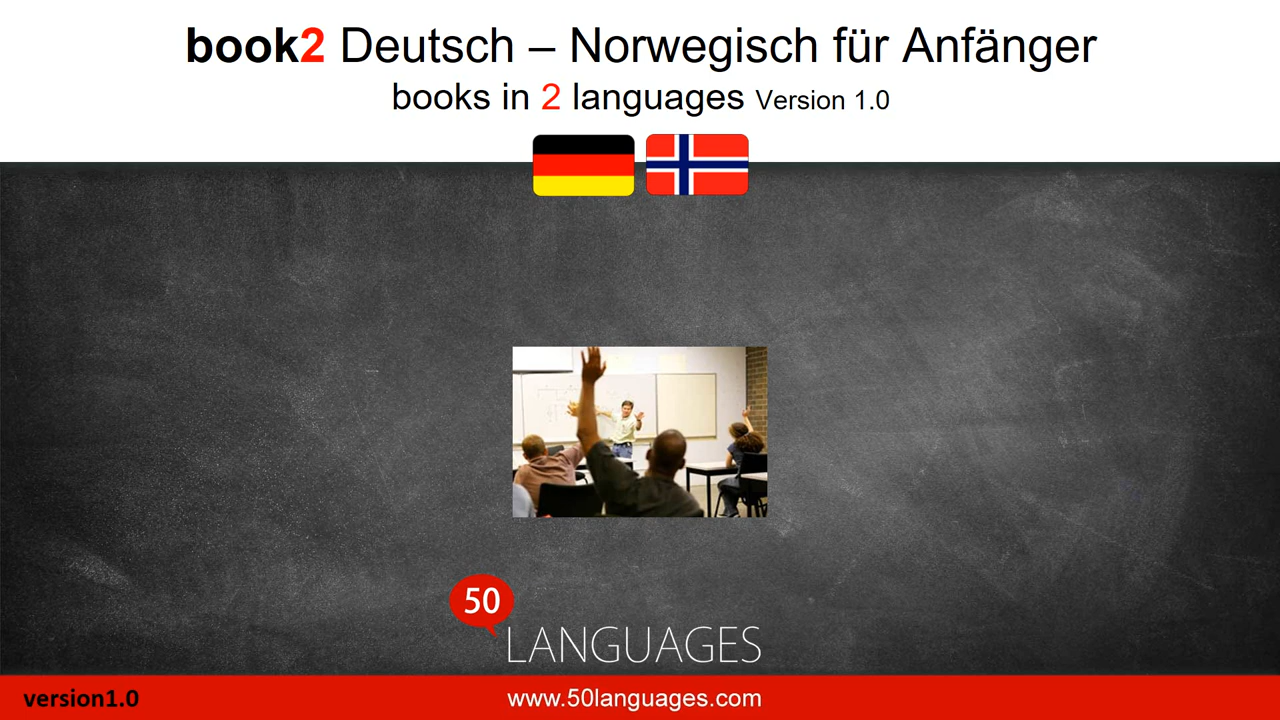 book2 Deutsch – Norwegisch für Anfänger
books in 2 languages Version 1.0
50
LANGUAGES
version1.0
www.50languages.com